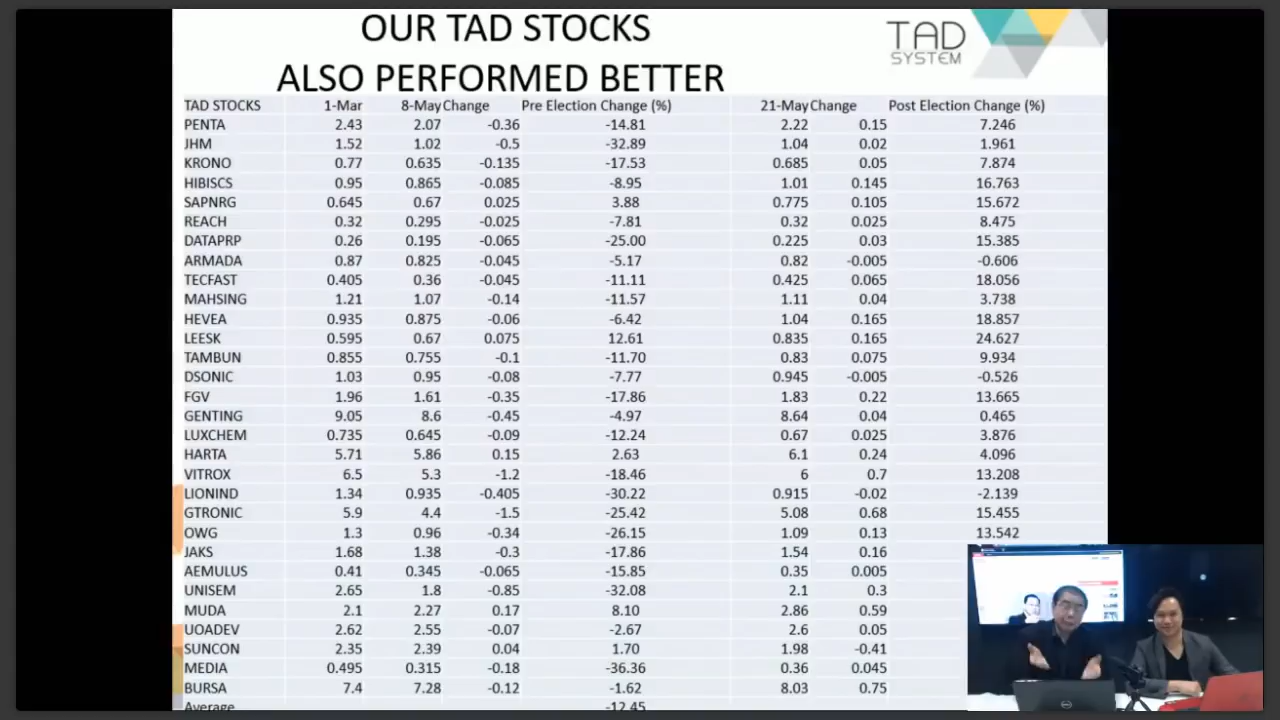 OUR TAD STOCKS
ALSO PERFORMED BETTER
TAD
SYSTEM
TAD STOCKS 1-Mar 8-May Change Pre Election Change (%) 21-May Change Post Election Change (%)
PENTA 2.43 2.07 -0.36 -14.81 2.22 0.15 7.246
JHM 1.52 1.02 -0.5 -32.89 1.04 0.02 1.961
KRONO 0.77 0.635 -0.135 -17.53 0.685 0.05 7.874
HIBISCS 0.95 0.865 -0.085 -8.95 1.01 0.145 16.763
SAPNRG 0.645 0.67 0.025 3.88 0.775 0.105 15.672
REACH 0.32 0.295 -0.025 -7.81 0.32 0.025 8.475
DATAPRP 0.26 0.195 -0.065 -25.00 0.225 0.03 15.385
ARMADA 0.87 0.825 -0.045 -5.17 0.82 -0.005 -0.606
TECFAST 0.405 0.36 -0.045 -11.11 0.425 0.065 18.056
MAHSING 1.21 1.07 -0.14 -11.57 1.11 0.04 3.738
HEVEA 0.935 0.875 -0.06 -6.42 1.04 0.165 18.857
LEESK 0.595 0.67 0.075 12.61 0.835 0.165 24.627
TAMBUN 0.855 0.755 -0.1 -11.70 0.83 0.075 9.934
DSONIC 1.03 0.95 -0.08 -7.77 0.945 -0.005 -0.526
FGV 1.96 1.61 -0.35 -17.86 1.83 0.22 13.665
GENTING 9.05 8.6 -0.45 -4.97 8.64 0.04 0.465
LUXCHEM 0.735 0.645 -0.09 -12.24 0.67 0.025 3.876
HARTA 5.71 5.86 0.15 2.63 6.1 0.24 4.096
VITROX 6.5 5.3 -1.2 -18.46 6 0.7 13.208
LIONIND 1.34 0.935 -0.405 -30.22 0.915 -0.02 -2.139
GTRONIC 5.9 4.4 -1.5 -25.42 5.08 0.68 15.455
OWG 1.3 0.96 -0.34 -26.15 1.09 0.13 13.542
JAKS 1.68 1.38 -0.3 -17.86 1.54 0.16
AEMULUS 0.41 0.345 -0.065 -15.85 0.35 0.005
UNISEM 2.65 1.8 -0.85 -32.08 2.1 0.3
MUDA 2.1 2.27 0.17 8.10 2.86 0.59
UOADEV 2.62 2.55 -0.07 -2.67 2.6 0.05
SUNCON 2.35 2.39 0.04 1.70 1.98 -0.41
MEDIA 0.495 0.315 -0.18 -36.36 0.36 0.045
BURSA 7.4 7.28 -0.12 -1.62 8.03 0.75
Average -12.45